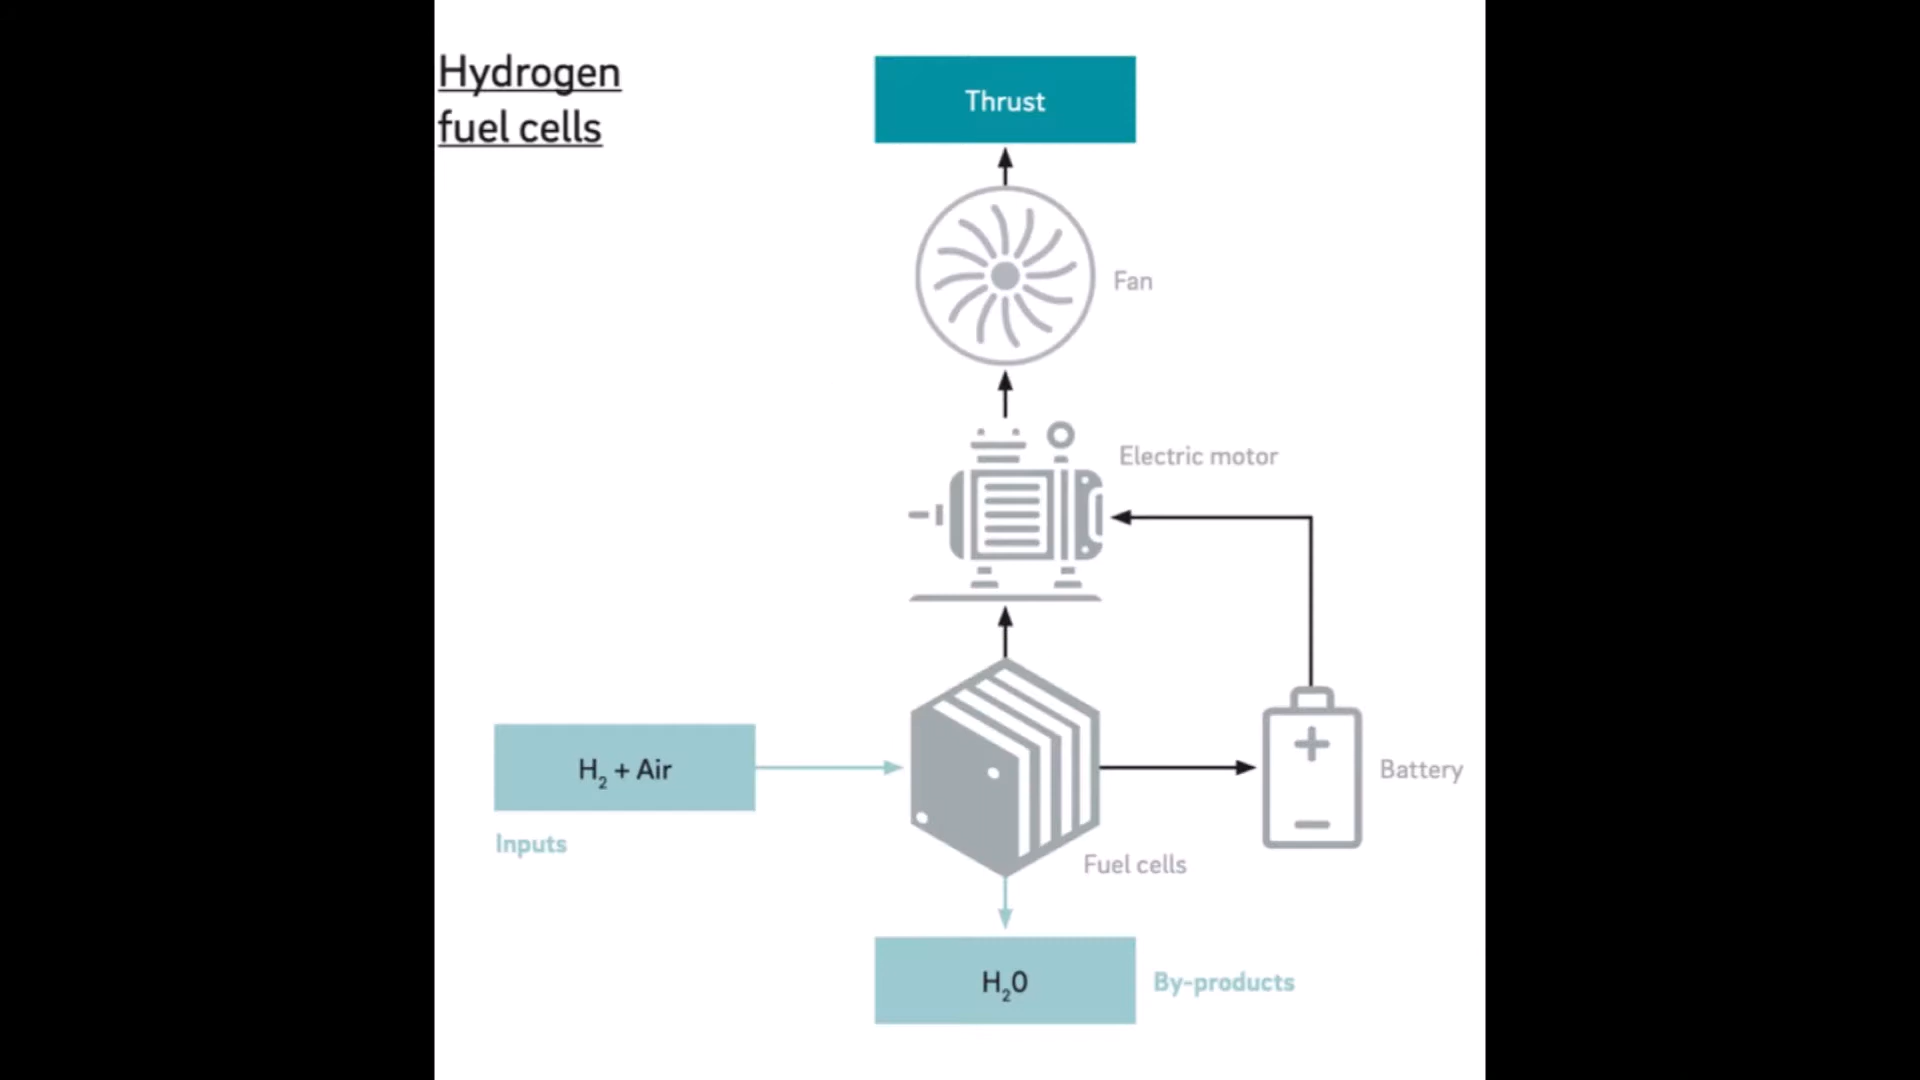 Hydrogen
fuel cells
Thrust
Fan
Electric motor
H₂ + Air
Inputs
Battery
Fuel cells
H₂0
By-products